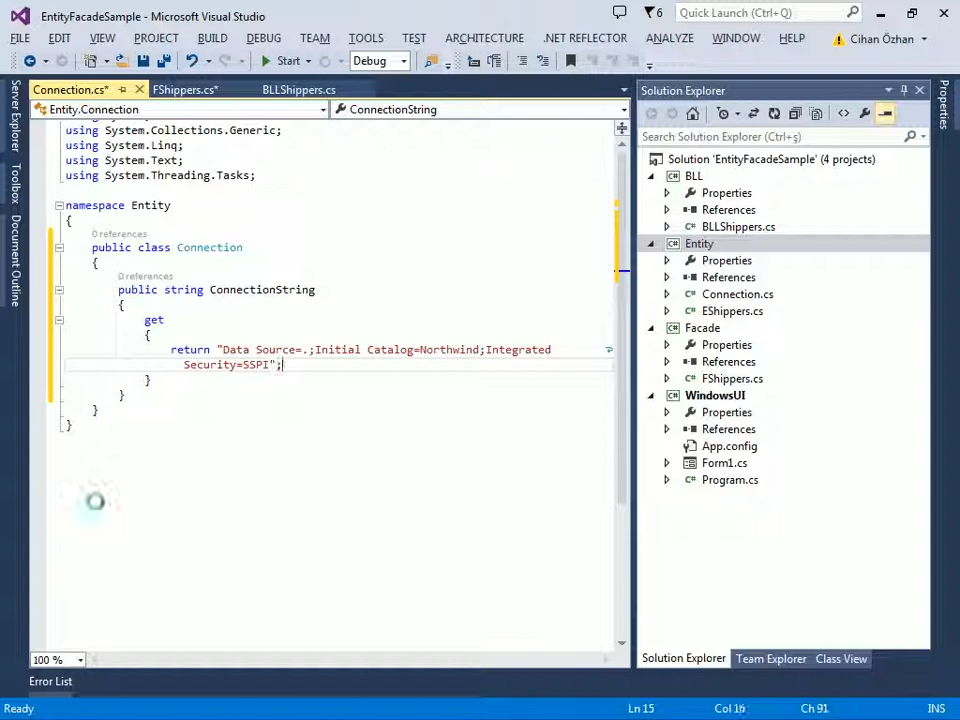 EntityFacadeSample - Microsoft Visual Studio
6
Quick Launch (Ctrl+Q)
FILE EDIT VIEW PROJECT BUILD DEBUG TEAM TOOLS TEST ARCHITECTURE .NET REFLECTOR ANALYZE WINDOW HELP Cihan Özhan
Start Debug
Server Explorer
Toolbox
Document Outline
Connection.cs* FShippers.cs* BLLShippers.cs
Entity.Connection ConnectionString
using System.Collections.Generic;
using System.Linq;
using System.Text;
using System.Threading.Tasks;
namespace Entity
{
0 references
public class Connection
{
0 references
public string ConnectionString
{
get
{
return "Data Source=.;Initial Catalog=Northwind;Integrated
Security=SSPI";
}
}
}
}
100 %
Error List
Solution Explorer
Search Solution Explorer (Ctrl+ş)
Solution 'EntityFacadeSample' (4 projects)
C# BLL
Properties
References
C# BLLShippers.cs
C# Entity
Properties
References
C# Connection.cs
C# EShippers.cs
C# Facade
Properties
References
C# FShippers.cs
C# WindowsUI
Properties
References
App.config
Form1.cs
C# Program.cs
Solution Explorer Team Explorer Class View
Properties
Ready Ln 15 Col 16 Ch 91 INS